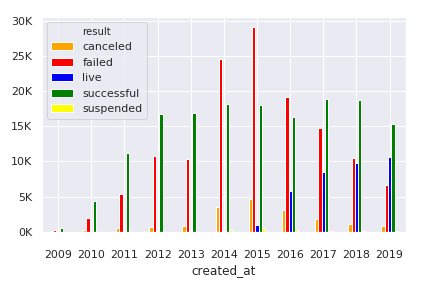 30K
25K
20K
15K
10K
5K
0K
result
canceled
failed
live
successful
suspended
2009 2010 2011 2012 2013 2014 2015 2016 2017 2018 2019
created_at